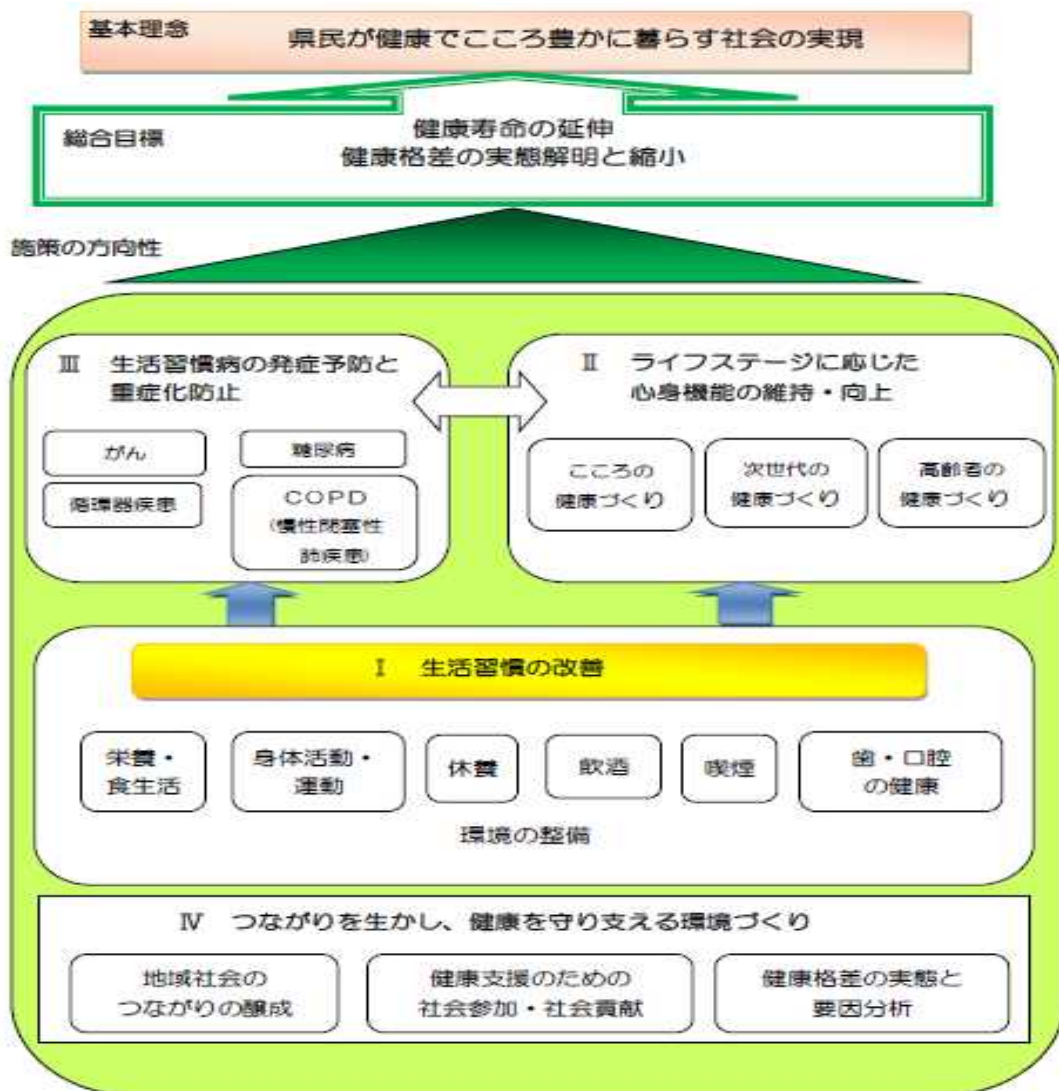 基本理念 県民が健康でこころ豊かに暮らす社会の実現
総合目標
健康寿命の延伸
健康格差の実態解明と縮小
施策の方向性
Ⅲ 生活習慣病の発症予防と
重症化防止
がん
糖尿病
循環器疾患
COPD
(慢性閉塞性
肺疾患)
Ⅱ ライフステージに応じた
心身機能の維持・向上
こころの
健康づくり
次世代の
健康づくり
高齢者の
健康づくり
Ⅰ 生活習慣の改善
栄養・
食生活
身体活動・
運動
休養
飲酒
喫煙
歯・口腔
の健康
環境の整備
Ⅳ つながりを生かし、健康を守り支える環境づくり
地域社会の
つながりの醸成
健康支援のための
社会参加・社会貢献
健康格差の実態と
要因分析